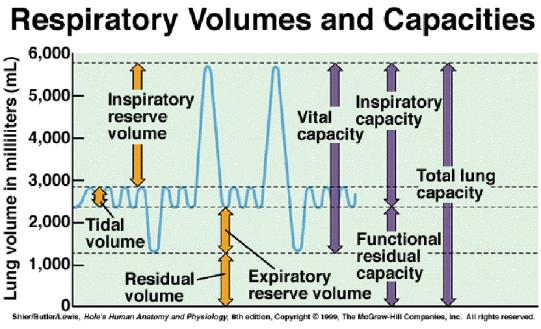 Respiratory Volumes and Capacities
Lung volume in milliliters (mL)
6,000
5,000
4,000
3,000
2,000
1,000
0
Inspiratory
reserve
volume
Tidal
volume
Residual
volume
Expiratory
reserve volume
Vital
capacity
Inspiratory
capacity
Functional
residual
capacity
Total lung
capacity
Shier/Butler/Lewis, Hole's Human Anatomy and Physiology, 8th edition, Copyright © 1999, The McGraw-Hill Companies, Inc. All rights reserved.